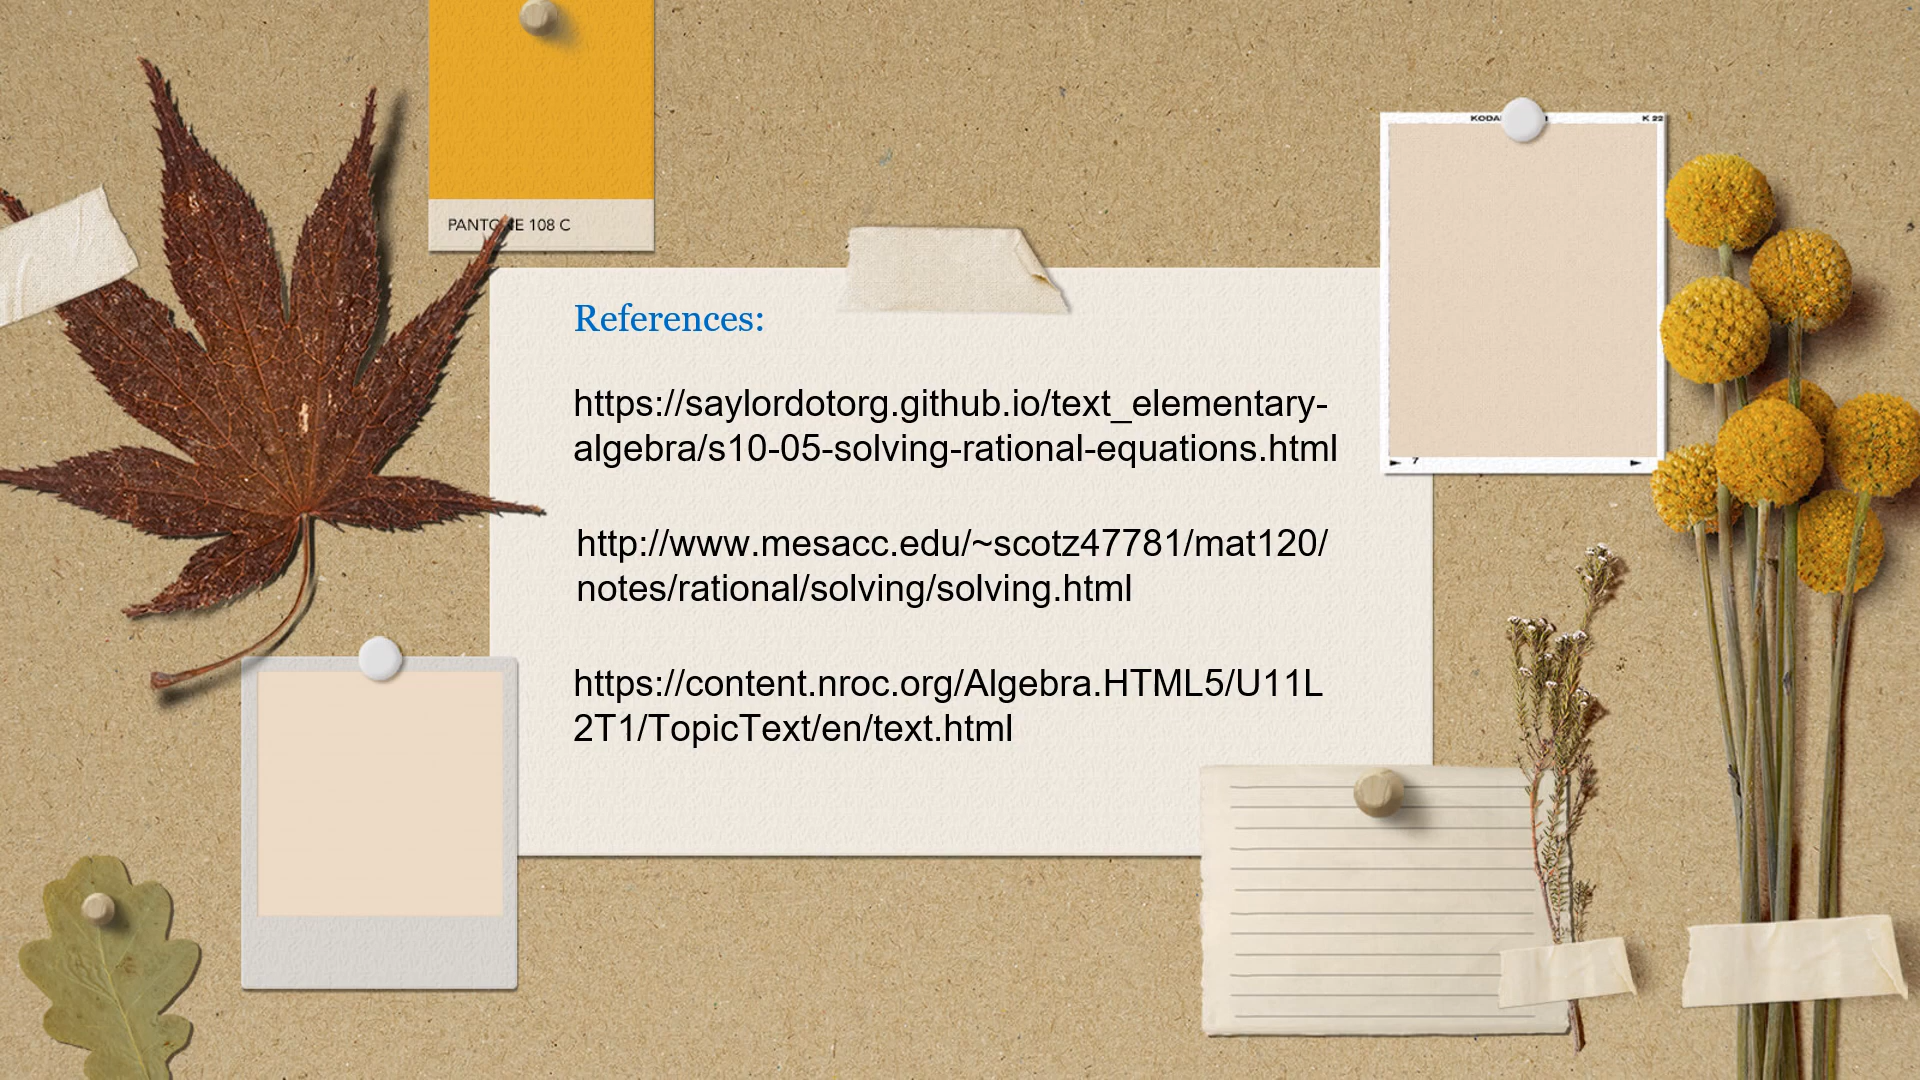 PANTONE 108 C
K 22
References:
https://saylordotorg.github.io/text_elementary-
algebra/s10-05-solving-rational-equations.html
7
http://www.mesacc.edu/~scotz47781/mat120/
notes/rational/solving/solving.html
https://content.nroc.org/Algebra.HTML5/U11L
2T1/TopicText/en/text.html